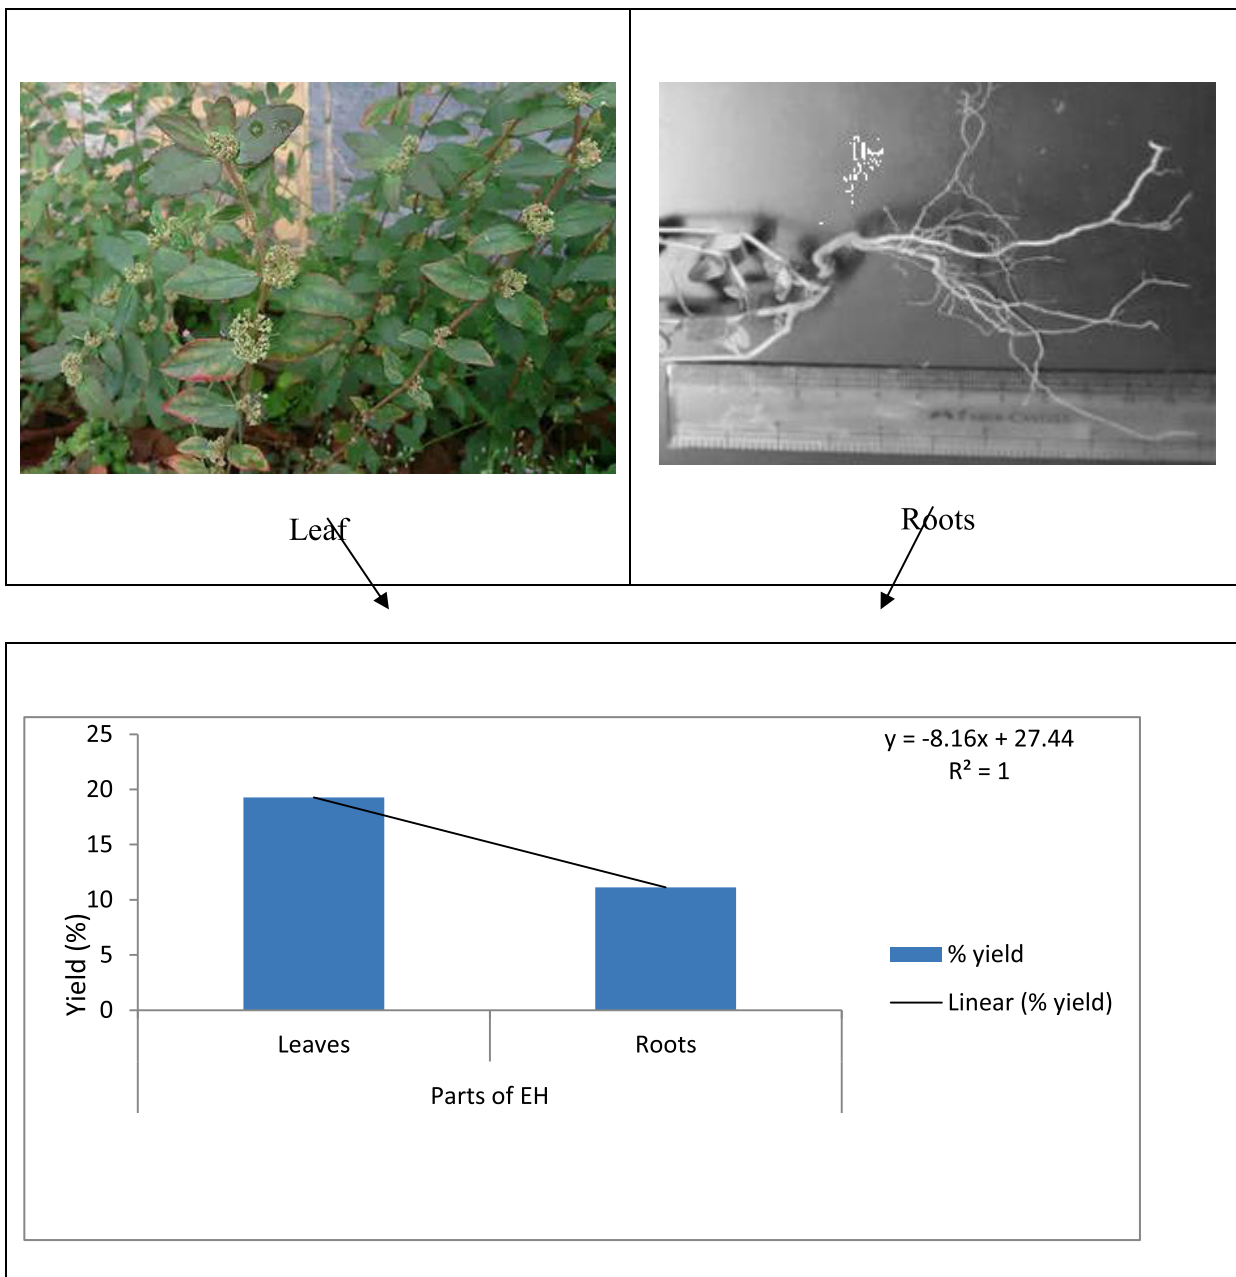 Leaf
Roots
25
20
15
10
5
0
Yield (%)
Leaves
Roots
Parts of EH
y = -8.16x + 27.44
R² = 1
% yield
Linear (% yield)